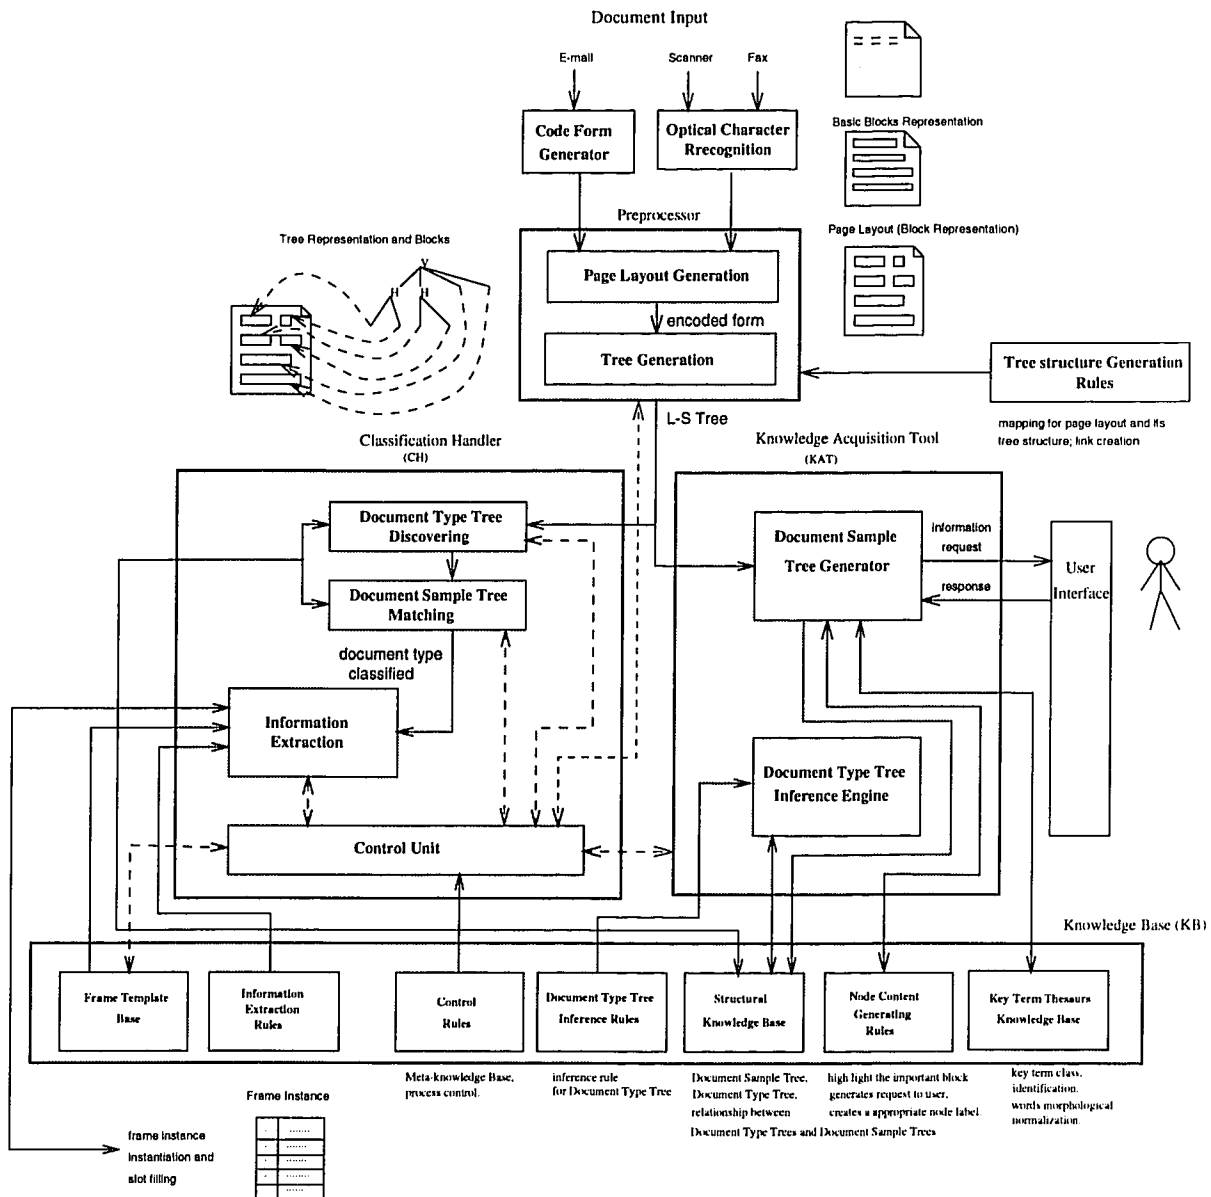 Document Input
E-mail
Scanner
Fax
Code Form
Generator
Optical Character
Rrecognition
Basic Blocks Representation
Preprocessor
Page Layout (Block Representation)
Tree Representation and Blocks
V
H
H
Page Layout Generation
encoded form
Tree Generation
Tree structure Generation
Rules
L-S Tree
mapping for page layout and its
tree structure; link creation
Classification Handler
(CH)
Knowledge Acquisition Tool
(KAT)
Document Type Tree
Discovering
Document Sample
Tree Generator
information
request
response
User
Interface
Document Sample Tree
Matching
document type
classified
Information
Extraction
Document Type Tree
Inference Engine
Control Unit
Knowledge Base (KB)
Frame Template
Base
Information
Extraction
Rules
Control
Rules
Document Type Tree
Inference Rules
Structural
Knowledge Base
Node Content
Generating
Rules
Key Term Thesaurs
Knowledge Base
Meta-knowledge Base,
process control.
inference rule
for Document Type Tree
Document Sample Tree,
Document Type Tree,
relationship between
Document Type Trees and Document Sample Trees
high light the important block
generates request to user,
creates a appropriate node label.
key term class,
identification.
words morphological
normalization.
Frame Instance
frame instance
instantiation and
slot filling